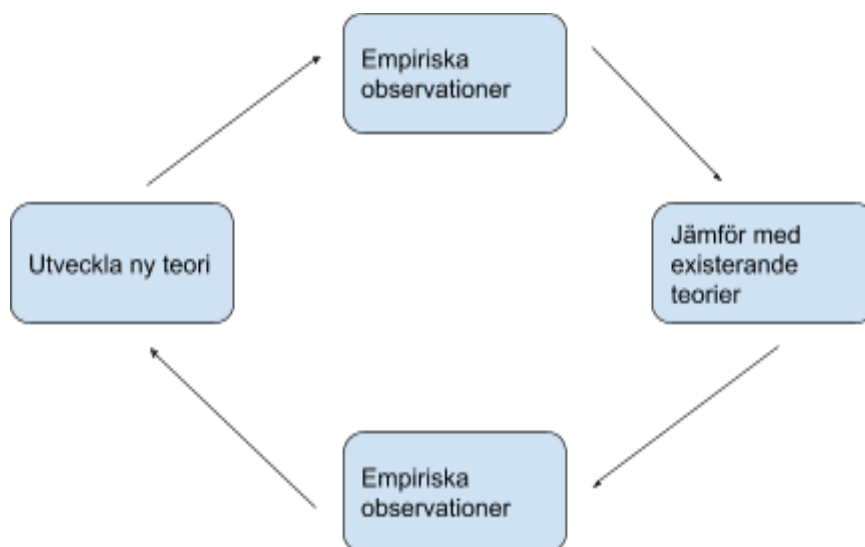 Empiriska
observationer
Jämför med
existerande
teorier
Empiriska
observationer
Utveckla ny teori